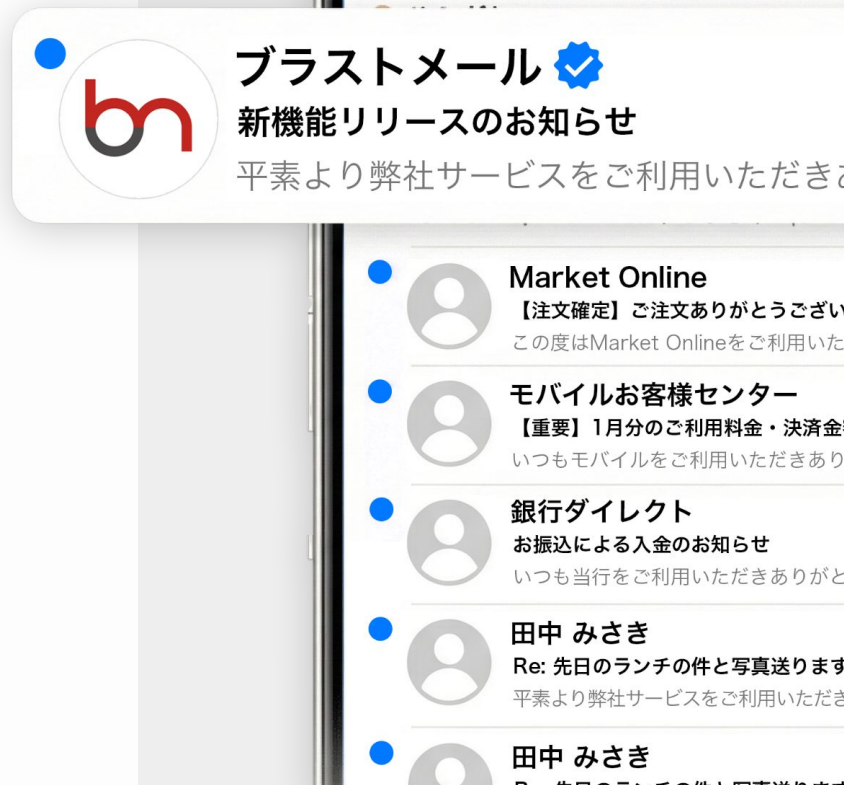 ブラストメール
新機能リリースのお知らせ
平素より弊社サービスをご利用いただき
Market Online
【注文確定】ご注文ありがとうござい
この度はMarket Onlineをご利用いた
モバイルお客様センター
【重要】1月分のご利用料金・決済金
いつもモバイルをご利用いただきあり
銀行ダイレクト
お振込による入金のお知らせ
いつも当行をご利用いただきありがと
田中 みさき
Re: 先日のランチの件と写真送ります
平素より弊社サービスをご利用いただき
田中 みさき